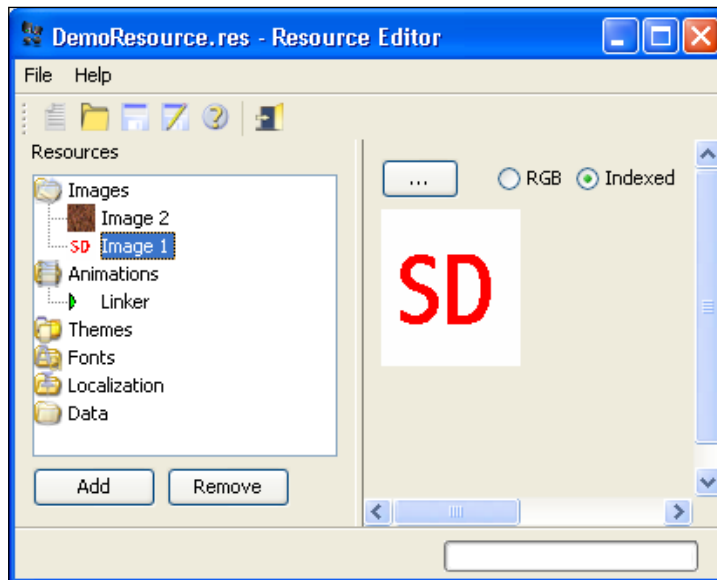 DemoResource.res - Resource Editor
File Help
Resources
Images
Image 2
SD Image 1
Animations
Linker
Themes
Fonts
Localization
Data
Add Remove
... RGB Indexed
SD